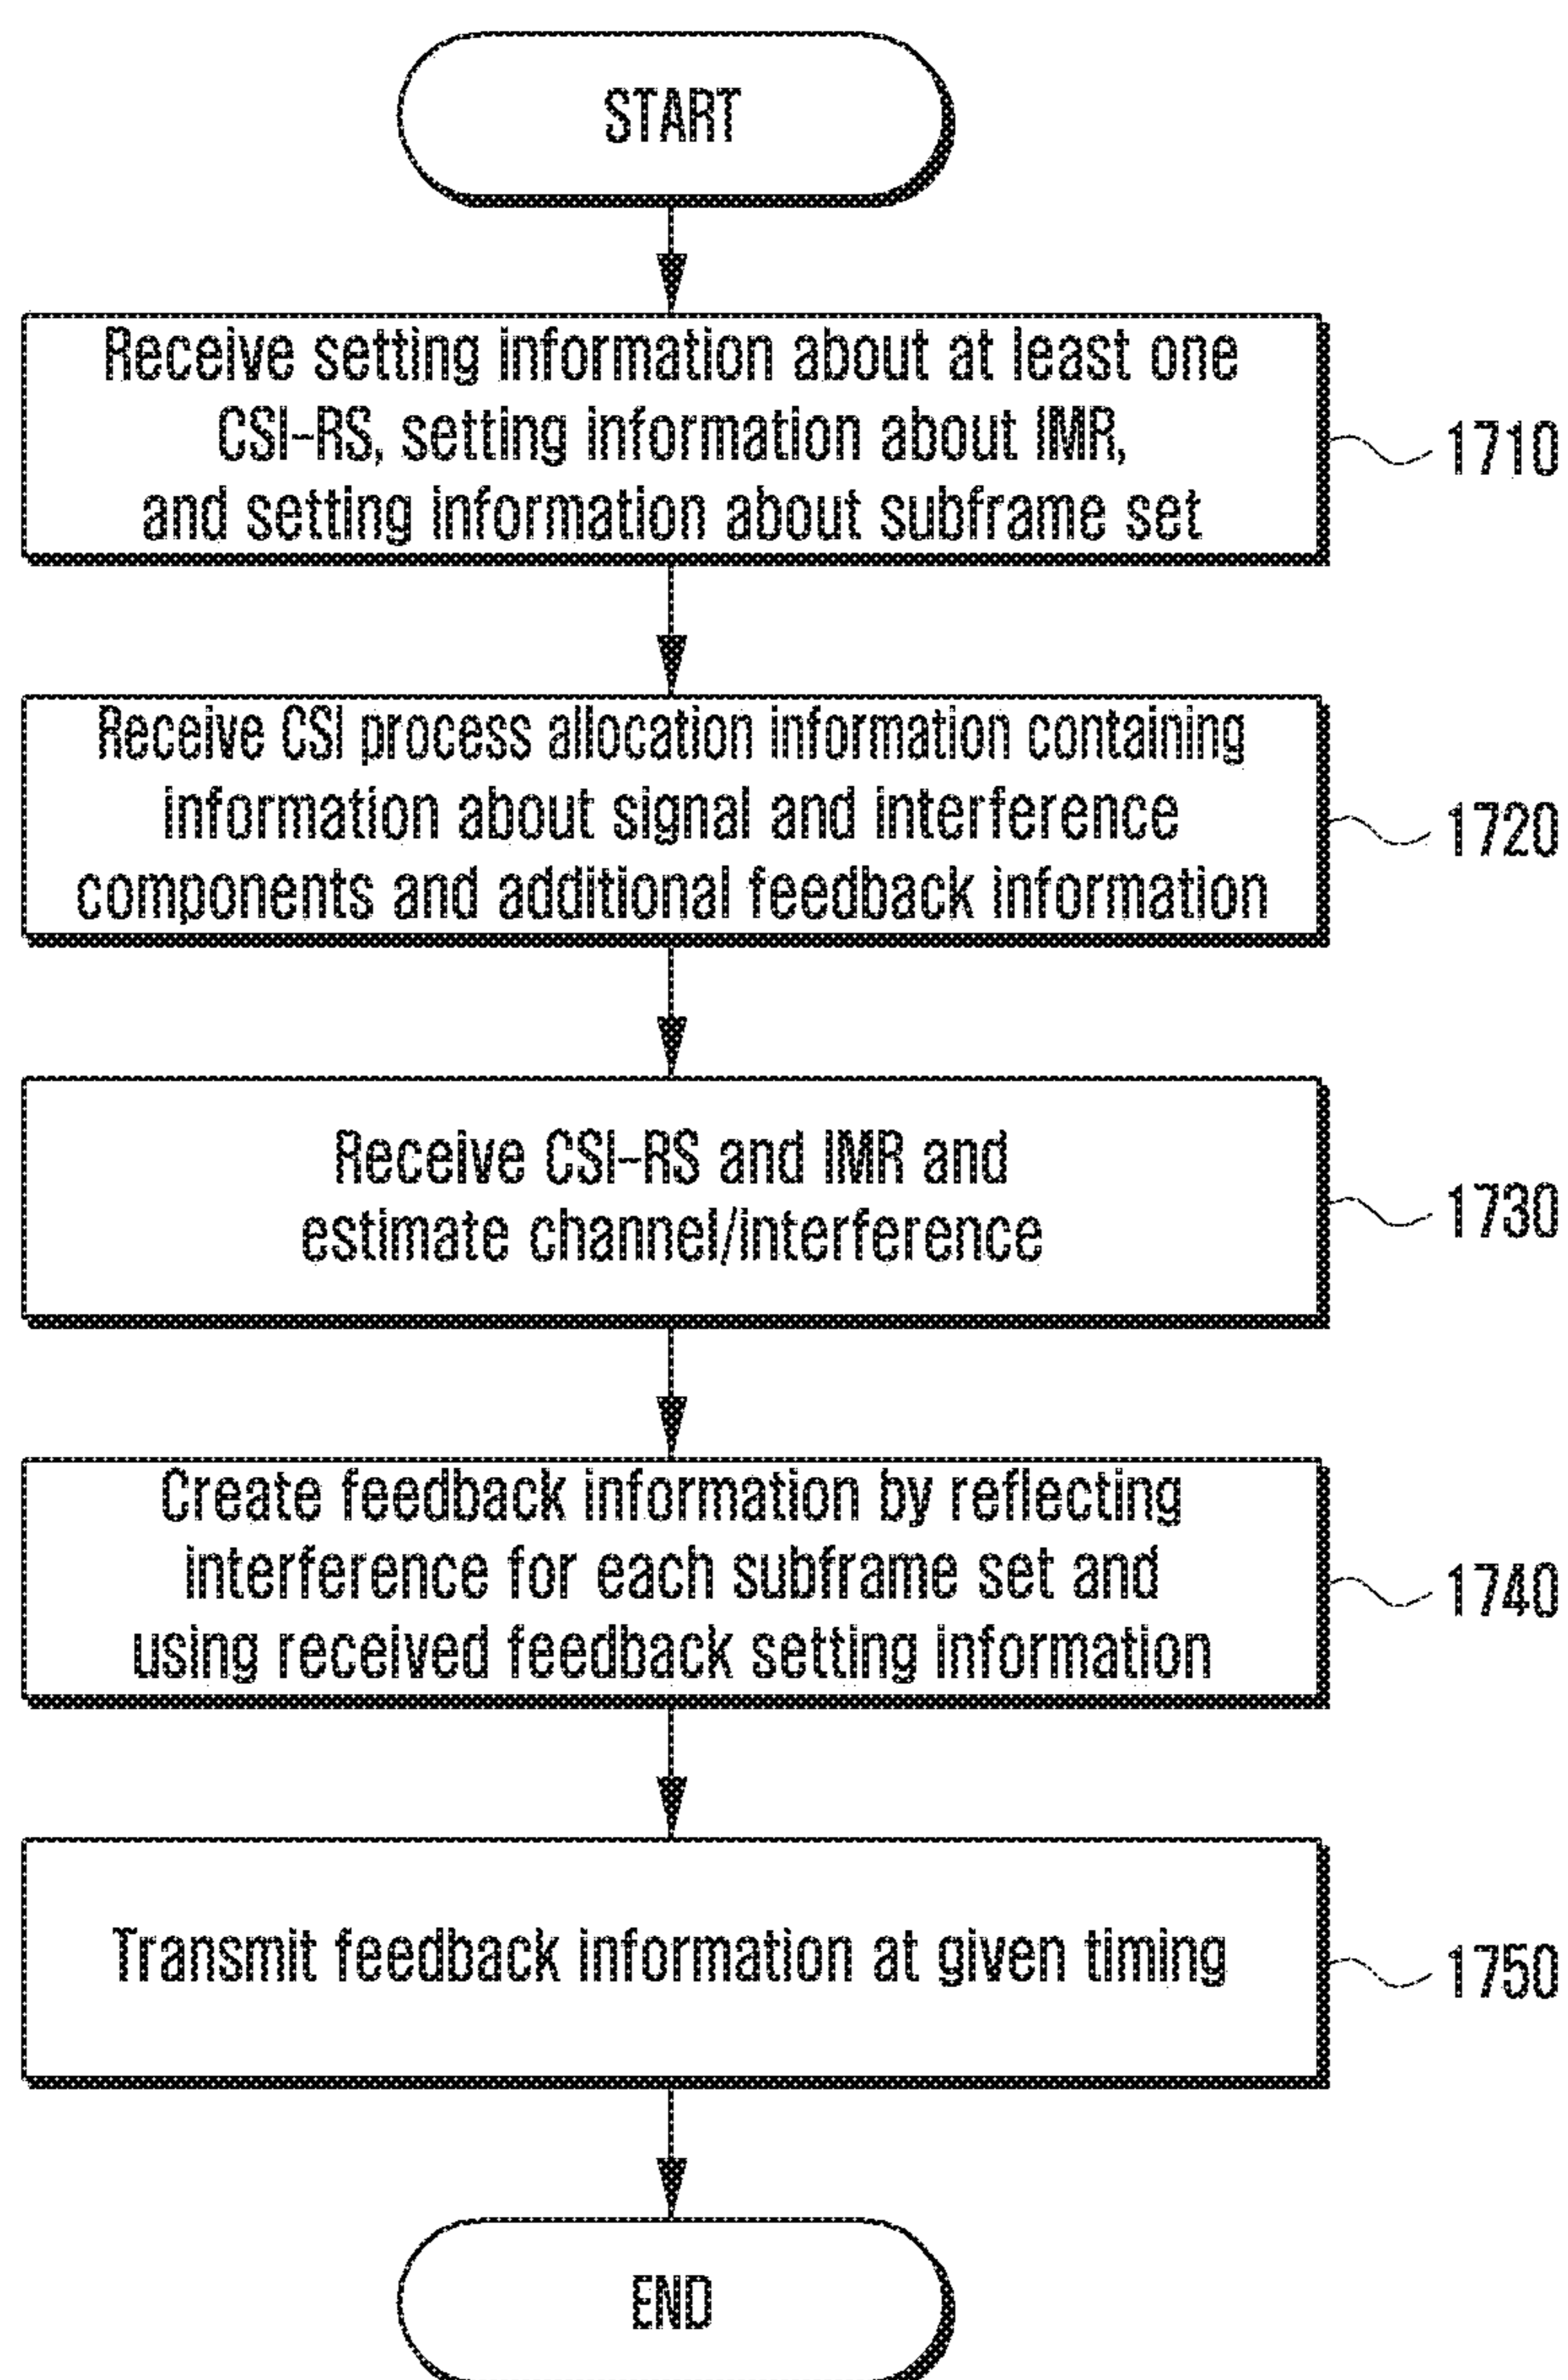 START
Receive setting information about at least one
CSI-RS, setting information about IMR,
and setting information about subframe set
1710
Receive CSI process allocation information containing
information about signal and interference
components and additional feedback information
1720
Receive CSI-RS and IMR and
estimate channel/interference
1730
Create feedback information by reflecting
interference for each subframe set and
using received feedback setting information
1740
Transmit feedback information at given timing
1750
END